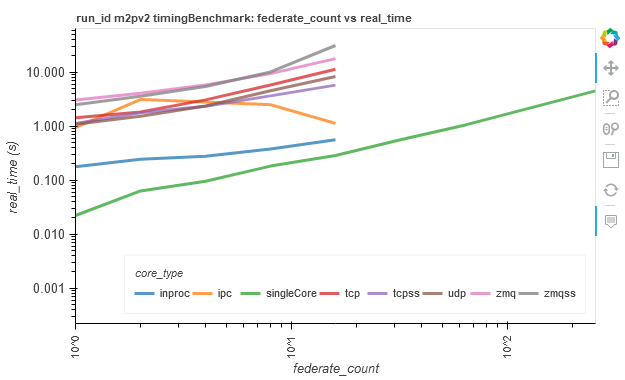 run_id m2pv2 timingBenchmark: federate_count vs real_time
10.000
1.000
0.100
0.010
0.001
real_time (s)
core_type
inproc ipc singleCore tcp tcpss udp zmq zmqss
10^0 10^1 10^2
federate_count